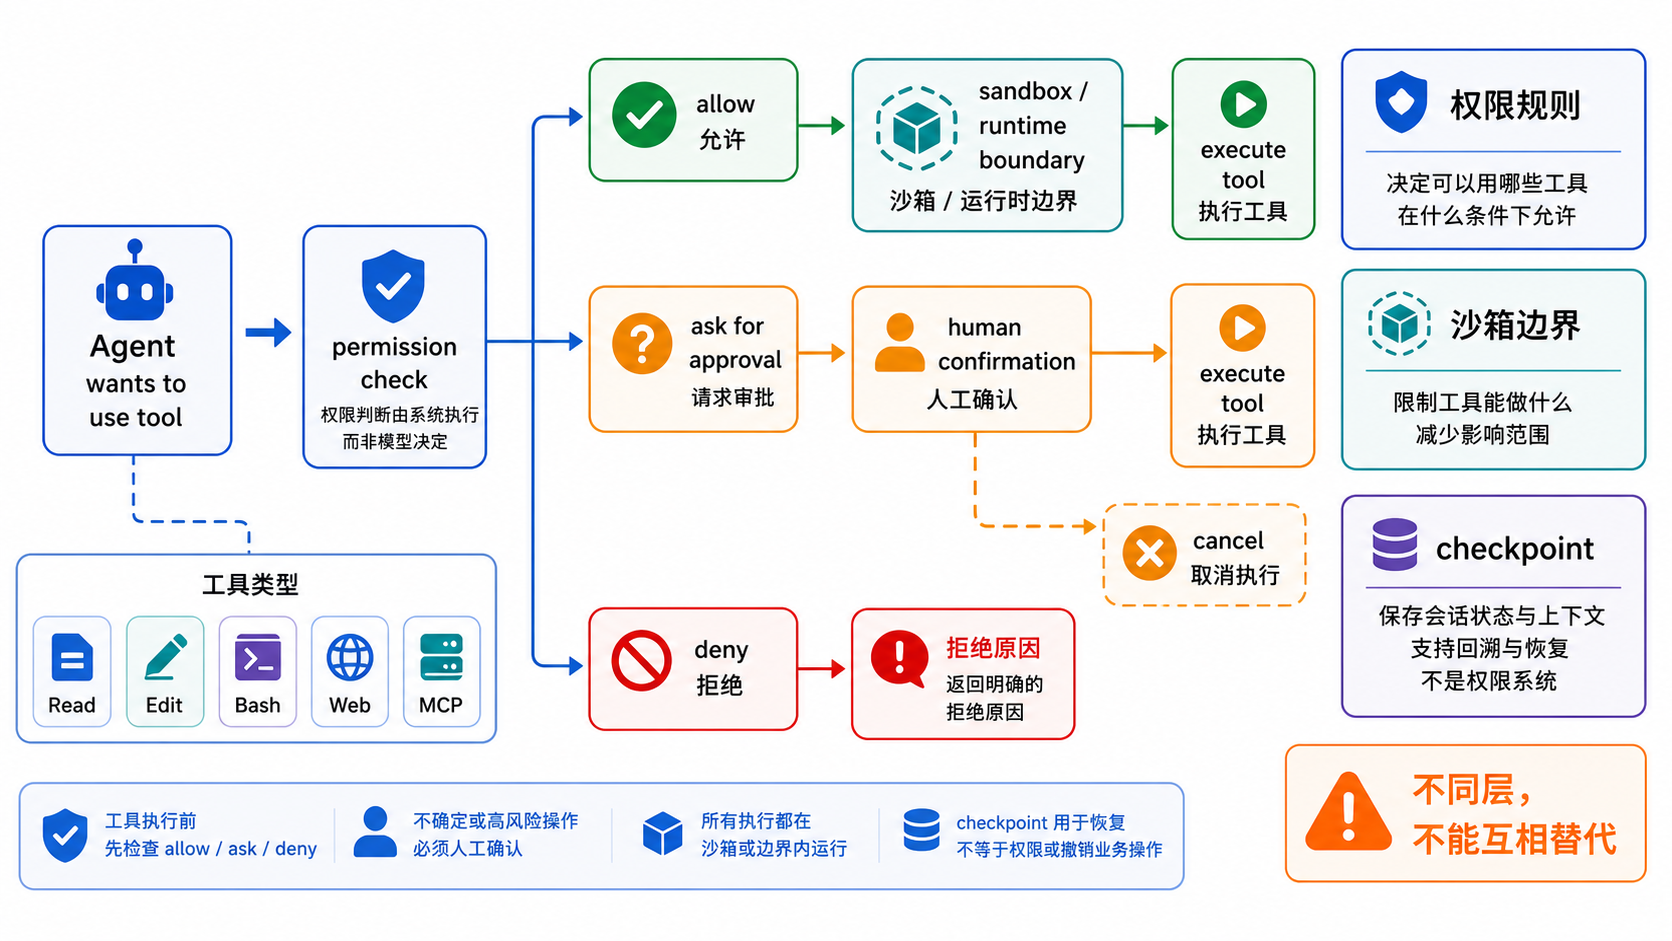 Agent
wants to
use tool
permission
check
权限判断由系统执行
而非模型决定
allow
允许
sandbox /
runtime
boundary
沙箱 / 运行时边界
execute
tool
执行工具
ask for
approval
请求审批
human
confirmation
人工确认
execute
tool
执行工具
cancel
取消执行
deny
拒绝
拒绝原因
返回明确的
拒绝原因
工具类型
Read
Edit
Bash
Web
MCP
权限规则
决定可以用哪些工具
在什么条件下允许
沙箱边界
限制工具能做什么
减少影响范围
checkpoint
保存会话状态与上下文
支持回溯与恢复
不是权限系统
不同层，
不能互相替代
工具执行前
先检查 allow / ask / deny
不确定或高风险操作
必须人工确认
所有执行都在
沙箱或边界内运行
checkpoint 用于恢复
不等于权限或撤销业务操作